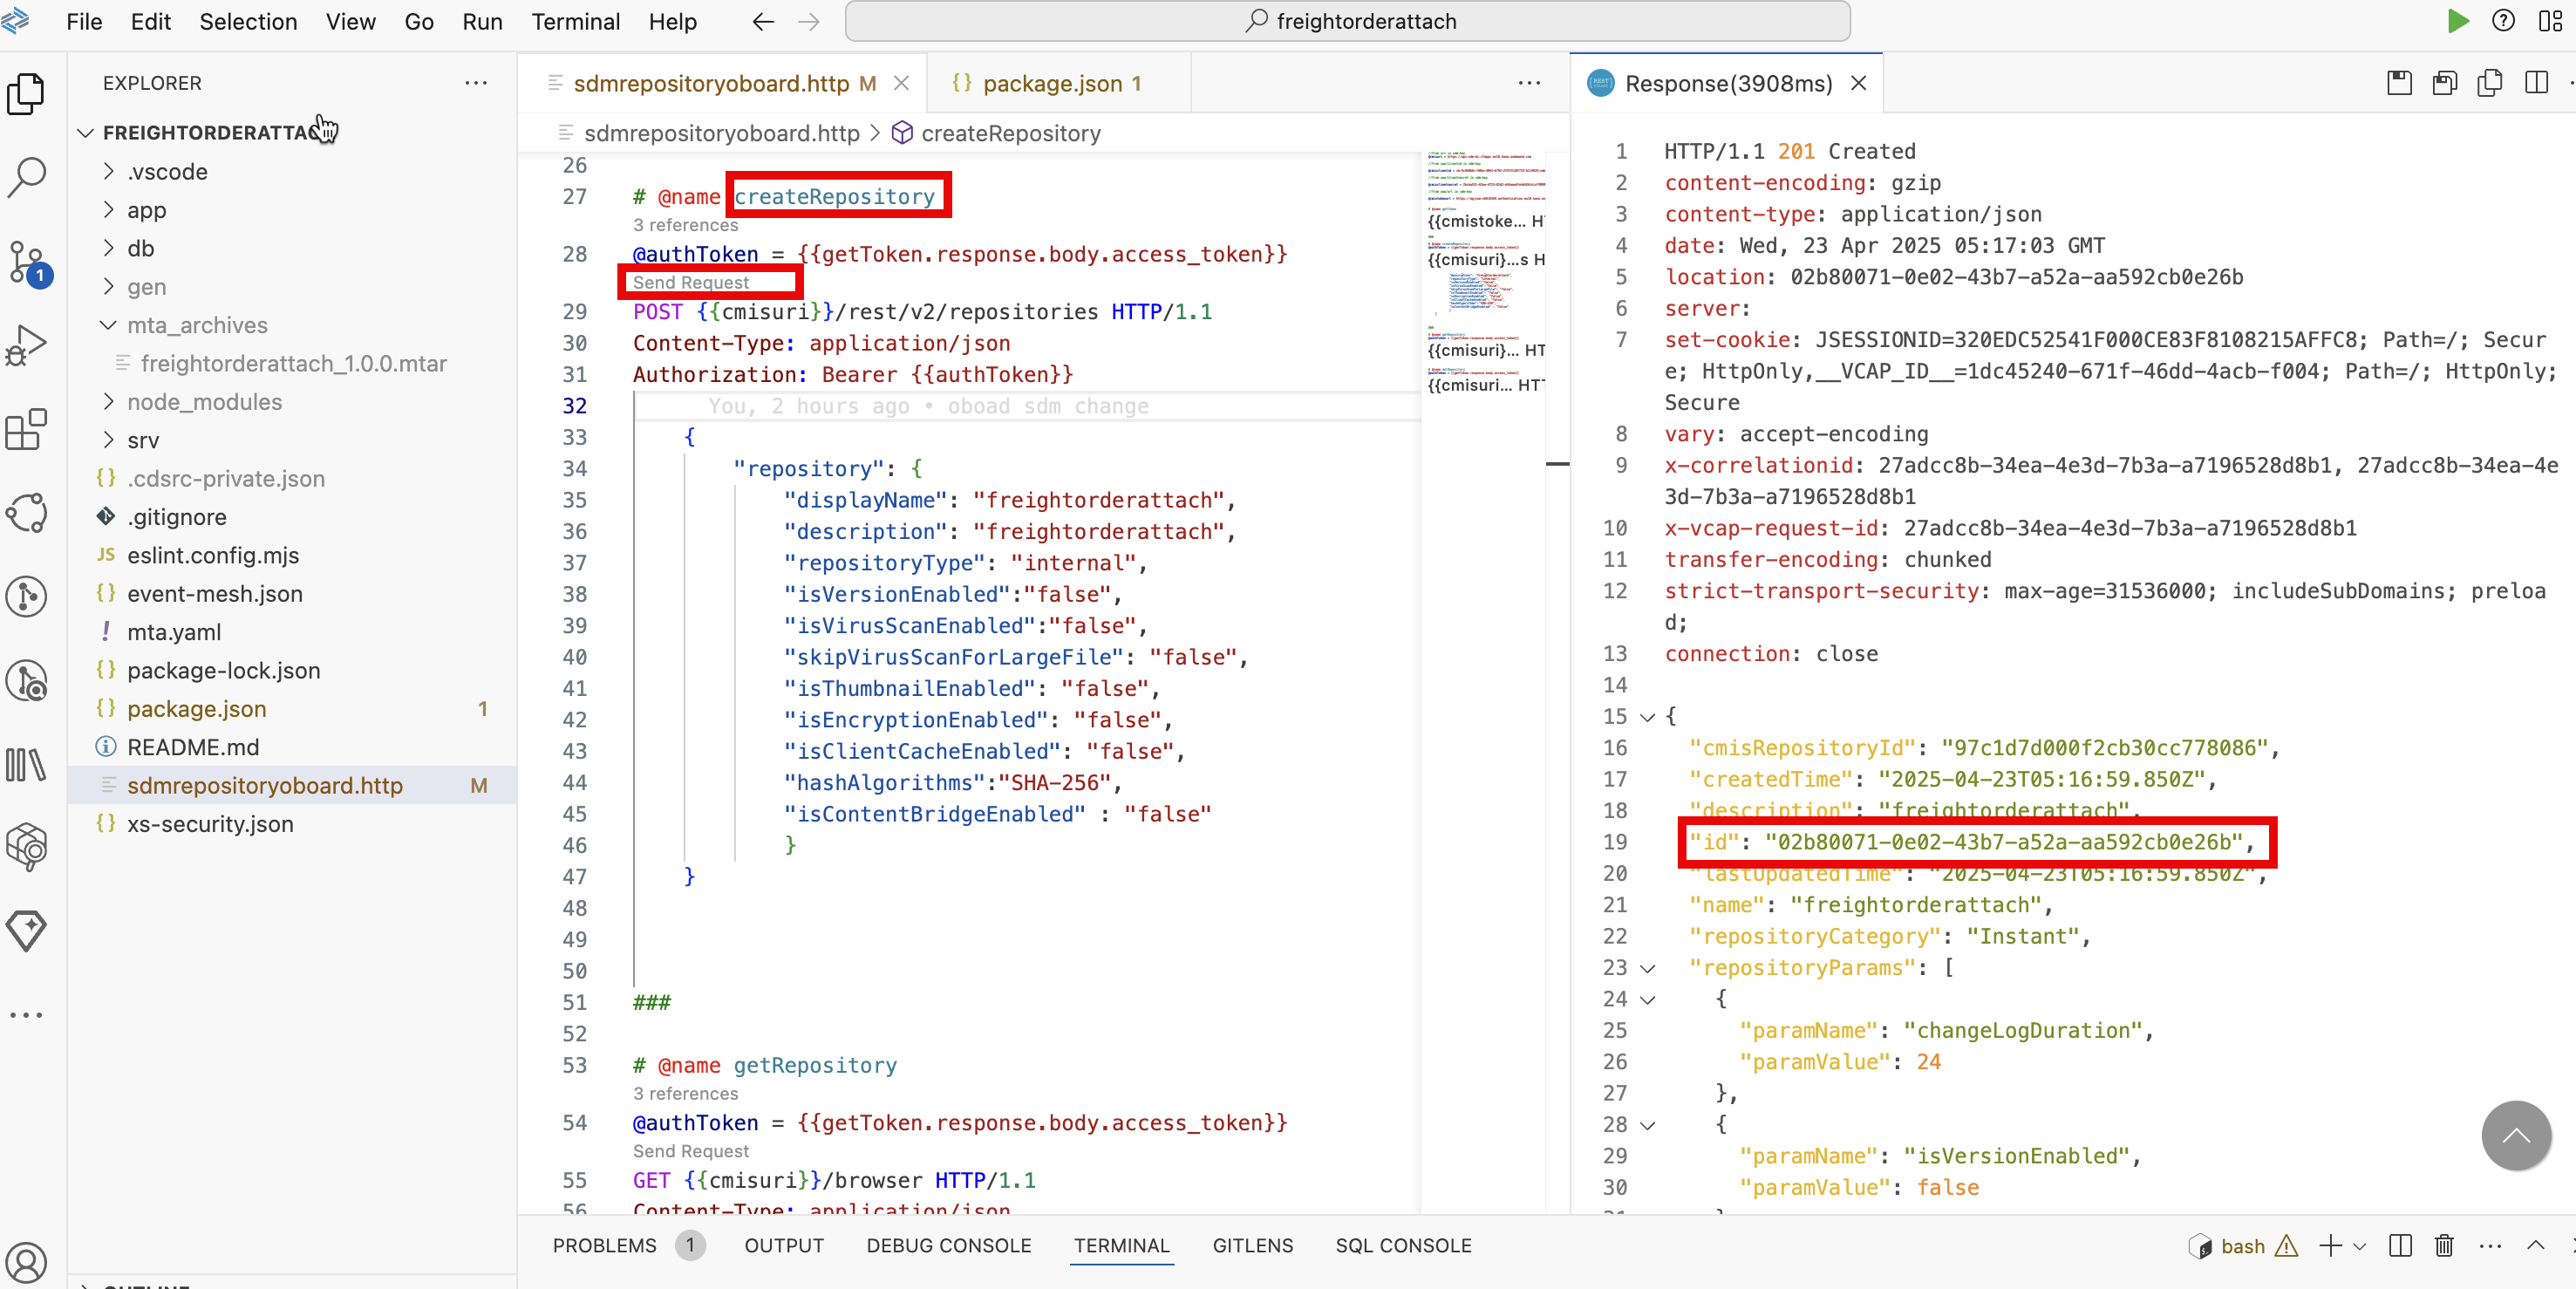 File Edit Selection View Go Run Terminal Help
freightorderattach
EXPLORER
FREIGHTORDERATTAC
.vscode
app
db
1
gen
mta_archives
freightorderattach_1.0.0.mtar
node_modules
srv
.cdsrc-private.json
.gitignore
JS eslint.config.mjs
event-mesh.json
mta.yaml
package-lock.json
package.json 1
README.md
sdmrepositoryoboard.http M
xs-security.json
OUTLINE
sdmrepositoryoboard.http M
{} package.json 1
sdmrepositoryoboard.http > createRepository
26
27 # @name createRepository
3 references
28 @authToken = {{getToken.response.body.access_token}}
Send Request
29 POST {{cmisuri}}/rest/v2/repositories HTTP/1.1
30 Content-Type: application/json
31 Authorization: Bearer {{authToken}}
32 You, 2 hours ago • oboad sdm change
33 {
34 "repository": {
35 "displayName": "freightorderattach",
36 "description": "freightorderattach",
37 "repositoryType": "internal",
38 "isVersionEnabled":"false",
39 "isVirusScanEnabled":"false",
40 "skipVirusScanForLargeFile": "false",
41 "isThumbnailEnabled": "false",
42 "isEncryptionEnabled": "false",
43 "isClientCacheEnabled": "false",
44 "hashAlgorithms":"SHA-256",
45 "isContentBridgeEnabled" : "false"
46 }
47 }
48
49
50
51 ###
52
53 # @name getRepository
3 references
54 @authToken = {{getToken.response.body.access_token}}
Send Request
55 GET {{cmisuri}}/browser HTTP/1.1
56 Content-Type: application/json
{{cmistoke... H
{{cmisuri}...s H
{{cmisuri}... HT
{{cmisuri... HT
Response(3908ms)
1 HTTP/1.1 201 Created
2 content-encoding: gzip
3 content-type: application/json
4 date: Wed, 23 Apr 2025 05:17:03 GMT
5 location: 02b80071-0e02-43b7-a52a-aa592cb0e26b
6 server:
7 set-cookie: JSESSIONID=320EDC52541F000CE83F8108215AFFC8; Path=/; Secur
e; HttpOnly,__VCAP_ID__=1dc45240-671f-46dd-4acb-f004; Path=/; HttpOnly;
Secure
8 vary: accept-encoding
9 x-correlationid: 27adcc8b-34ea-4e3d-7b3a-a7196528d8b1, 27adcc8b-34ea-4e
3d-7b3a-a7196528d8b1
10 x-vcap-request-id: 27adcc8b-34ea-4e3d-7b3a-a7196528d8b1
11 transfer-encoding: chunked
12 strict-transport-security: max-age=31536000; includeSubDomains; preloa
d;
13 connection: close
14
15 {
16 "cmisRepositoryId": "97c1d7d000f2cb30cc778086",
17 "createdTime": "2025-04-23T05:16:59.850Z",
18 "description": "freightorderattach",
19 "id": "02b80071-0e02-43b7-a52a-aa592cb0e26b",
20 "lastUpdatedTime": "2025-04-23T05:16:59.850Z",
21 "name": "freightorderattach",
22 "repositoryCategory": "Instant",
23 "repositoryParams": [
24 {
25 "paramName": "changeLogDuration",
26 "paramValue": 24
27 },
28 {
29 "paramName": "isVersionEnabled",
30 "paramValue": false
PROBLEMS 1 OUTPUT DEBUG CONSOLE TERMINAL GITLENS SQL CONSOLE
bash